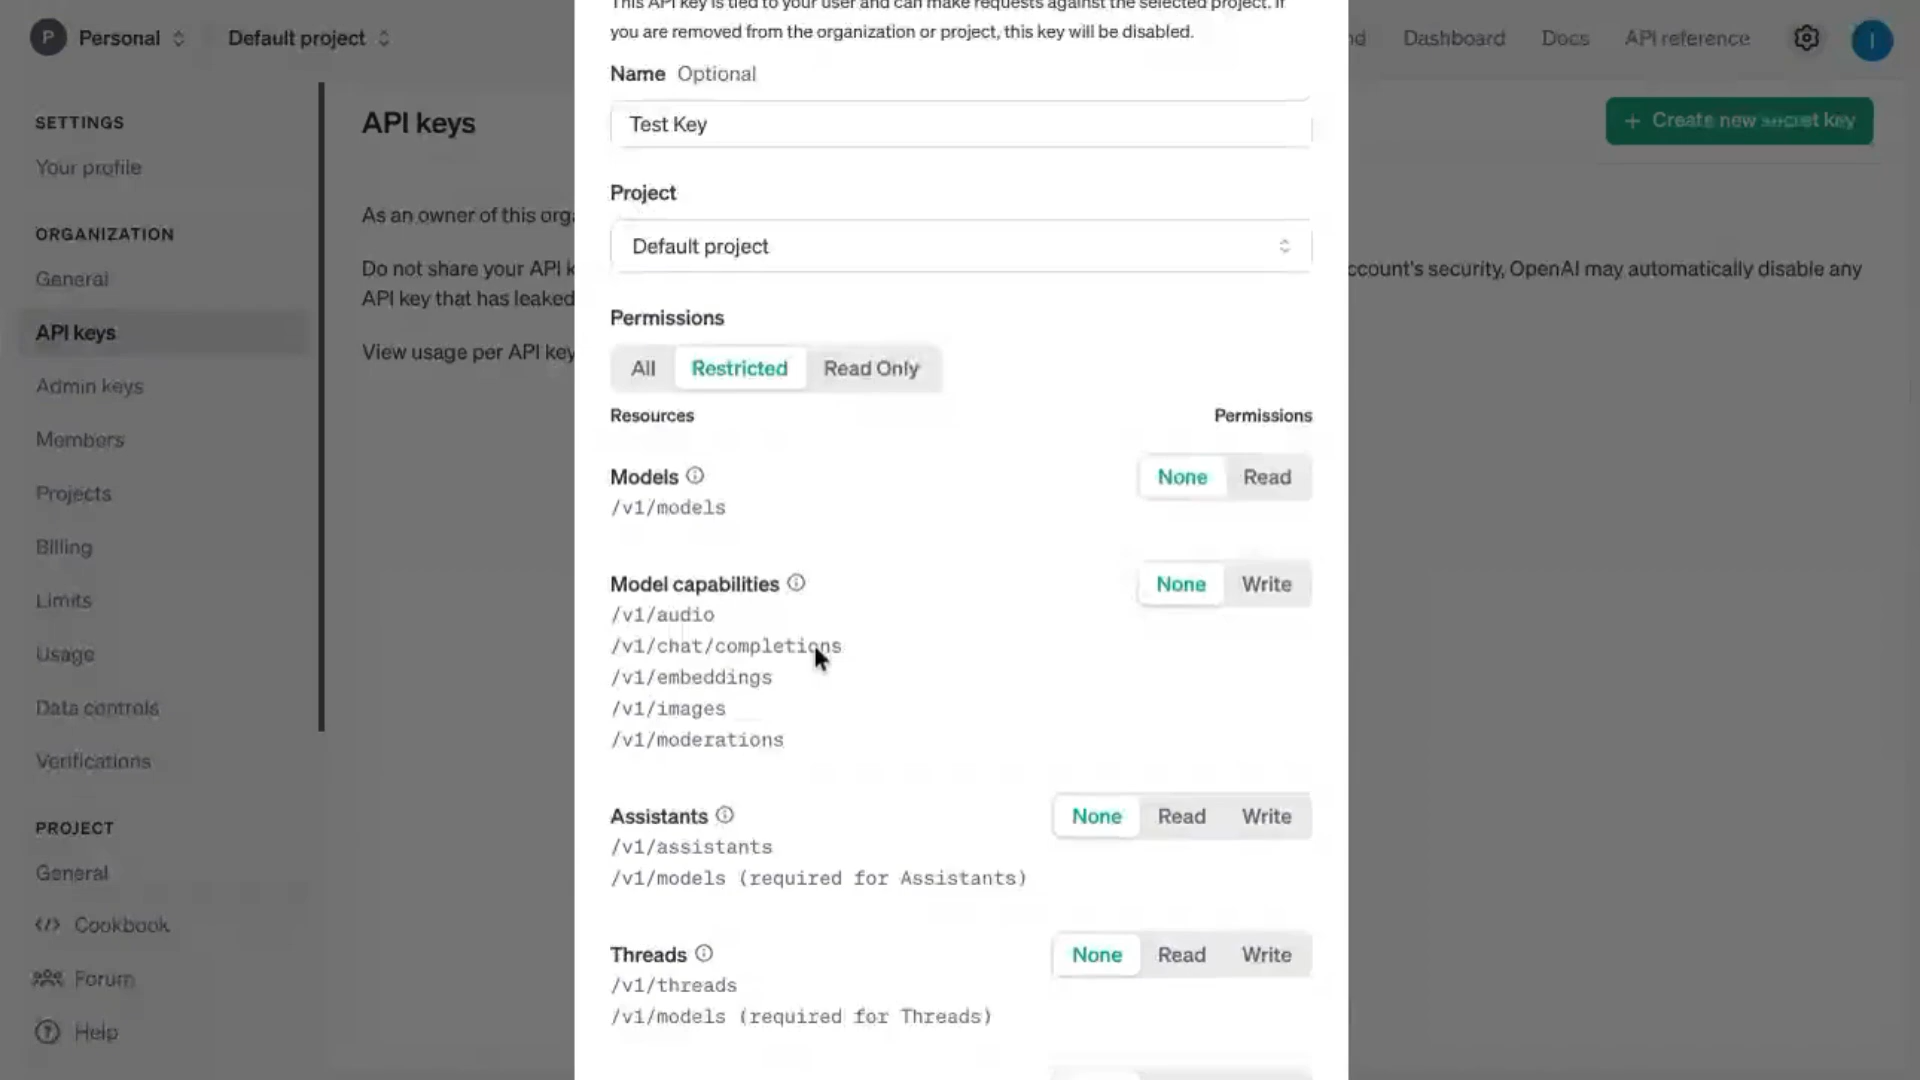 P Personal
Default project
nd
Dashboard
Docs
API reference
I
SETTINGS
Your profile
ORGANIZATION
General
API keys
Admin keys
Members
Projects
Billing
Limits
Usage
Data controls
Verifications
PROJECT
General
Cookbook
Forum
Help
API keys
+ Create new secret key
As an owner of this orga
Do not share your API k
ccount's security, OpenAI may automatically disable any
API key that has leaked
View usage per API key
This API key is tied to your user and can make requests against the selected project. If
you are removed from the organization or project, this key will be disabled.
Name Optional
Test Key
Project
Default project
Permissions
All Restricted Read Only
Resources Permissions
Models None Read
/v1/models
Model capabilities None Write
/v1/audio
/v1/chat/completions
/v1/embeddings
/v1/images
/v1/moderations
Assistants None Read Write
/v1/assistants
/v1/models (required for Assistants)
Threads None Read Write
/v1/threads
/v1/models (required for Threads)